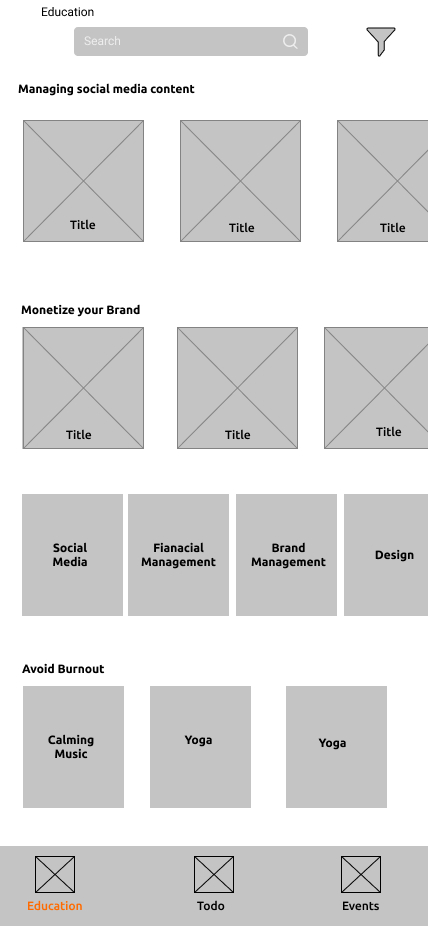 Education
Search
Managing social media content
Title
Title
Title
Monetize your Brand
Title
Title
Title
Social
Media
Fianacial
Management
Brand
Management
Design
Avoid Burnout
Calming
Music
Yoga
Yoga
Education
Todo
Events